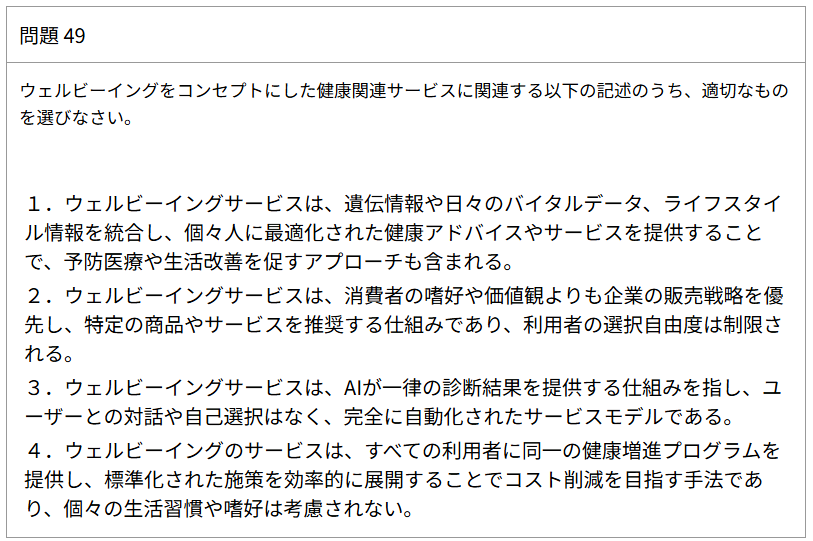 問題 49
ウェルビーイングをコンセプトにした健康関連サービスに関連する以下の記述のうち、適切なもの
を選びなさい。
１．ウェルビーイングサービスは、遺伝情報や日々のバイタルデータ、ライフスタイ
ル情報を統合し、個々人に最適化された健康アドバイスやサービスを提供すること
で、予防医療や生活改善を促すアプローチも含まれる。
２．ウェルビーイングサービスは、消費者の嗜好や価値観よりも企業の販売戦略を優
先し、特定の商品やサービスを推奨する仕組みであり、利用者の選択自由度は制限さ
れる。
３．ウェルビーイングサービスは、AIが一律の診断結果を提供する仕組みを指し、ユ
ーザーとの対話や自己選択はなく、完全に自動化されたサービスモデルである。
４．ウェルビーイングのサービスは、すべての利用者に同一の健康増進プログラムを
提供し、標準化された施策を効率的に展開することでコスト削減を目指す手法であ
り、個々の生活習慣や嗜好は考慮されない。